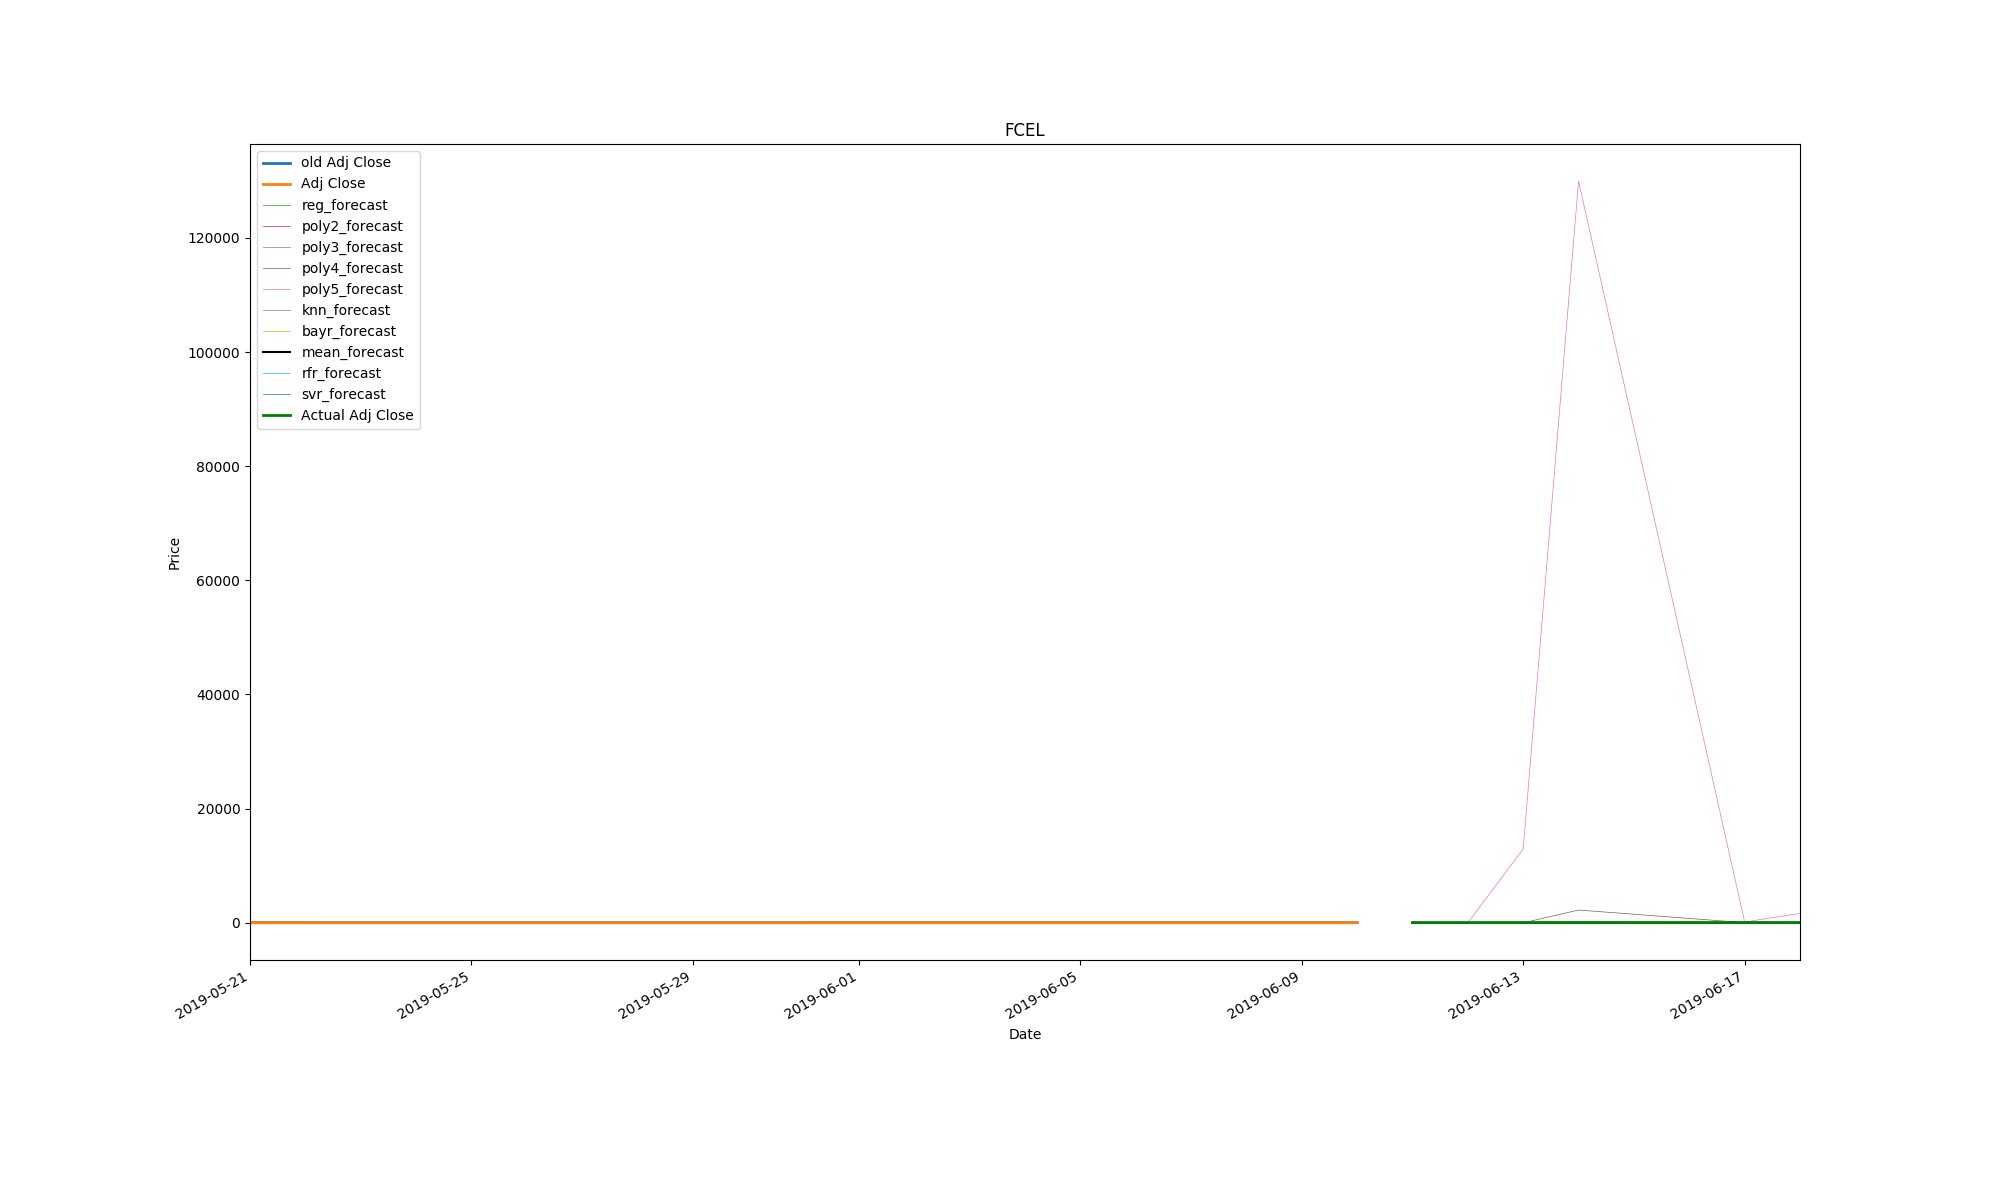 FCEL
old Adj Close
Adj Close
reg_forecast
poly2_forecast
poly3_forecast
poly4_forecast
poly5_forecast
knn_forecast
bayr_forecast
mean_forecast
rfr_forecast
svr_forecast
Actual Adj Close
120000
100000
80000
60000
40000
20000
0
Price
2019-05-21
2019-05-25
2019-05-29
2019-06-01
2019-06-05
2019-06-09
2019-06-13
2019-06-17
Date